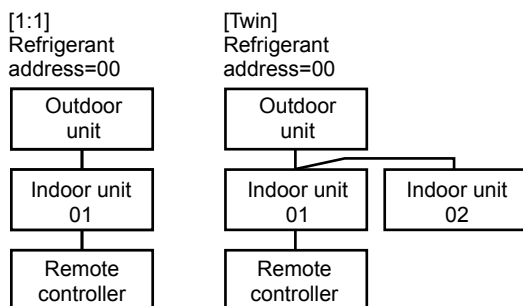 [1:1]
Refrigerant
address=00
Outdoor
unit
Indoor unit
01
Remote
controller
[Twin]
Refrigerant
address=00
Outdoor
unit
Indoor unit
01
Indoor unit
02
Remote
controller